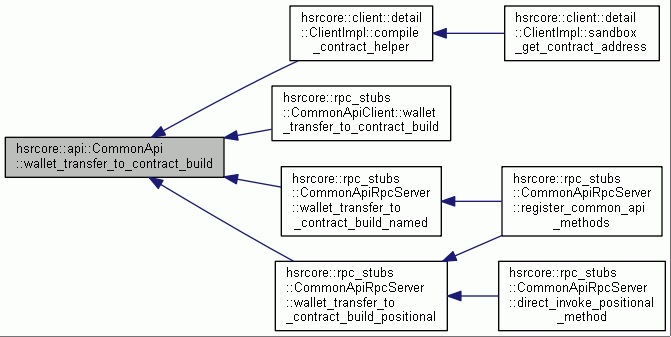 hsrcore::client::detail
::ClientImpl::compile
_contract_helper
hsrcore::client::detail
::ClientImpl::sandbox
_get_contract_address
hsrcore::rpc_stubs
::CommonApiClient::wallet
_transfer_to_contract_build
hsrcore::api::CommonApi
::wallet_transfer_to_contract_build
hsrcore::rpc_stubs
::CommonApiRpcServer
::wallet_transfer_to
_contract_build_named
hsrcore::rpc_stubs
::CommonApiRpcServer
::register_common_api
_methods
hsrcore::rpc_stubs
::CommonApiRpcServer
::wallet_transfer_to
_contract_build_positional
hsrcore::rpc_stubs
::CommonApiRpcServer
::direct_invoke_positional
_method